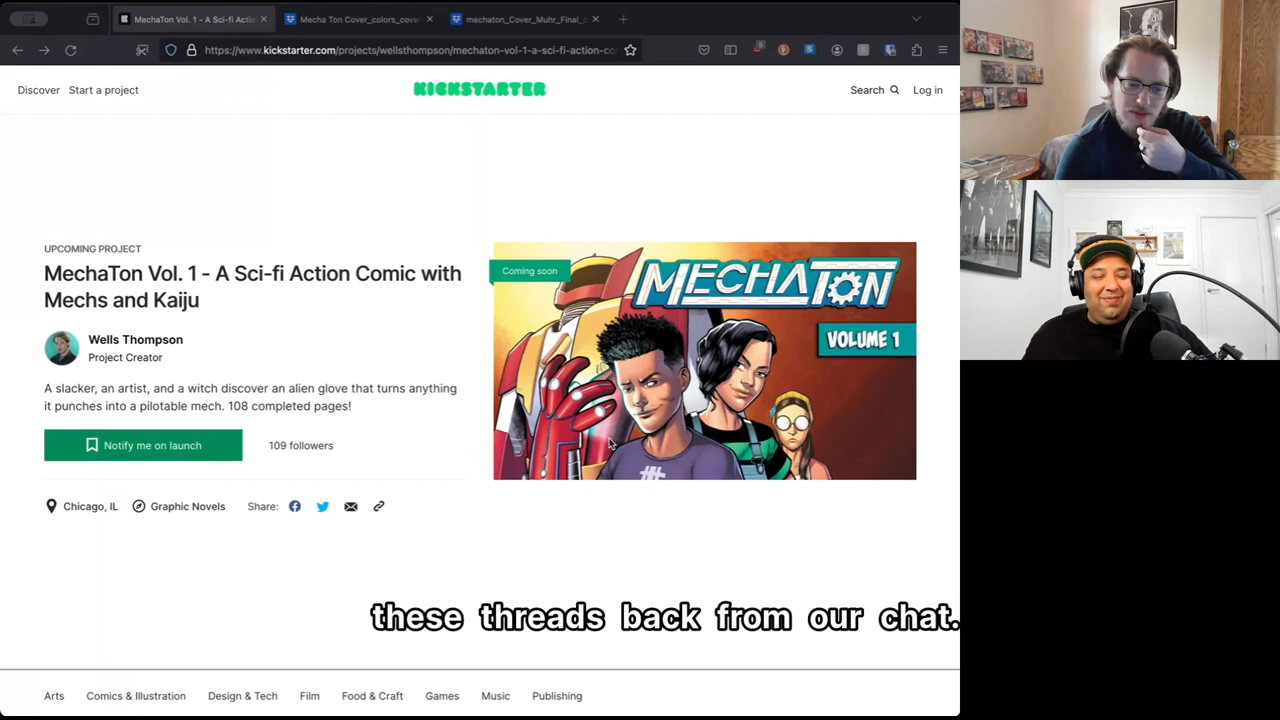 MechaTon Vol. 1 - A Sci-fi Actio
Mecha Ton Cover_colors_cove
mechaton_Cover_Muhr_Final_
https://www.kickstarter.com/projects/wellsthompson/mechaton-vol-1-a-sci-fi-action-co
Discover
Start a project
KICKSTARTER
Search
Log in
UPCOMING PROJECT
MechaTon Vol. 1 - A Sci-fi Action Comic with
Mechs and Kaiju
Wells Thompson
Project Creator
A slacker, an artist, and a witch discover an alien glove that turns anything
it punches into a pilotable mech. 108 completed pages!
Notify me on launch
109 followers
Chicago, IL
Graphic Novels
Share:
Coming soon
MECHATON
VOLUME 1
these threads back from our chat.
Arts
Comics & Illustration
Design & Tech
Film
Food & Craft
Games
Music
Publishing